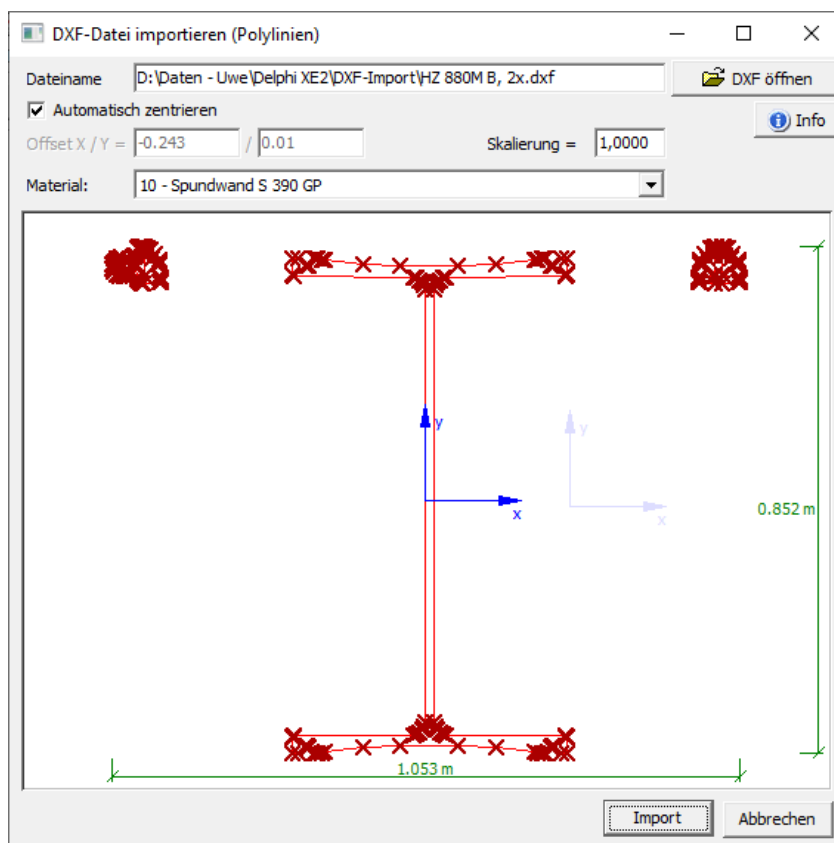 DXF-Datei importieren (Polylinien)
Dateiname D:\Daten - Uwe\Delphi XE2\DXF-Import\HZ 880M B, 2x.dxf DXF öffnen
Automatisch zentrieren
Info
Offset X / Y = -0.243 / 0.01 Skalierung = 1,0000
Material: 10 - Spundwand S 390 GP
y
y
x
x
0.852 m
1.053 m
Import Abbrechen